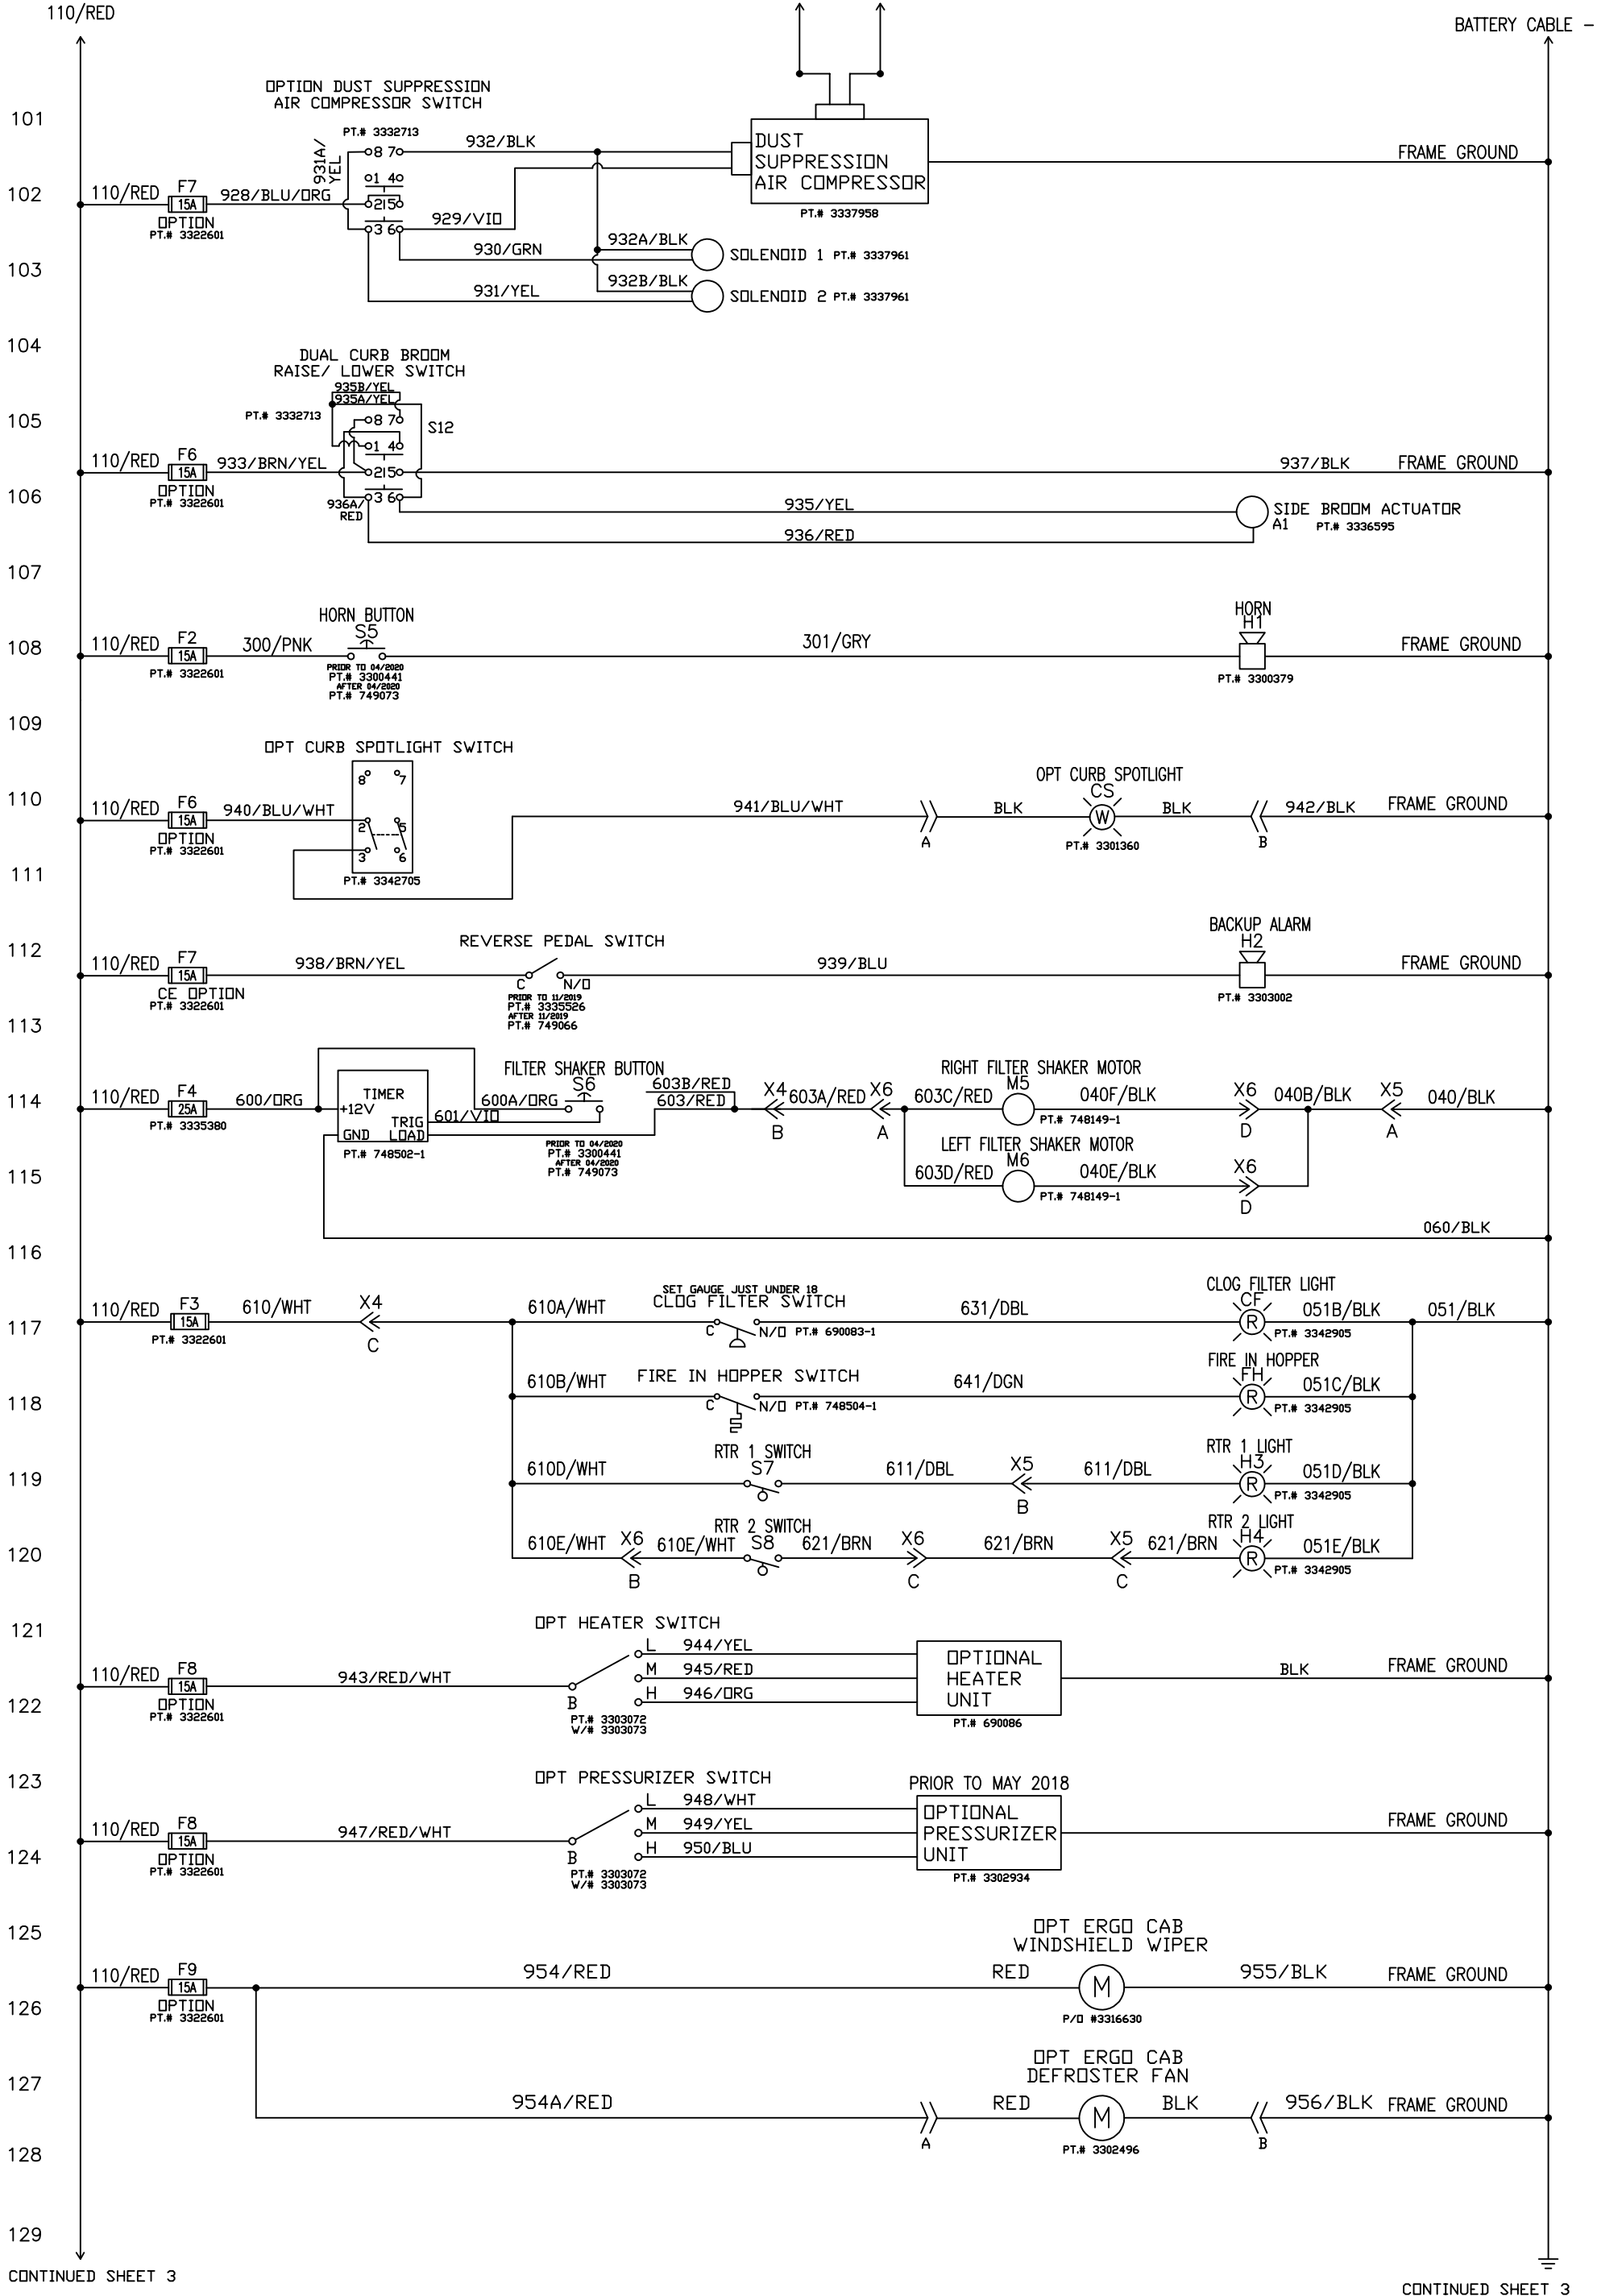 110/RED
BATTERY CABLE -
OPTION DUST SUPPRESSION
AIR COMPRESSOR SWITCH
101
PT.# 3332713
931A/
YEL
8 7
932/BLK
DUST
SUPPRESSION
AIR COMPRESSOR
PT.# 3337958
FRAME GROUND
1 4
102
110/RED
F7
15A
OPTION
PT.# 3322601
928/BLU/ORG
2 5
3 6
929/VIO
930/GRN
932A/BLK
SOLENOID 1 PT.# 3337961
103
931/YEL
932B/BLK
SOLENOID 2 PT.# 3337961
104
DUAL CURB BROOM
RAISE/ LOWER SWITCH
935B/YEL
935A/YEL
105
PT.# 3332713
8 7
S12
1 4
110/RED
F6
15A
OPTION
PT.# 3322601
933/BRN/YEL
2 5
937/BLK
FRAME GROUND
106
3 6
936A/
RED
935/YEL
936/RED
SIDE BROOM ACTUATOR
A1
PT.# 3336595
107
HORN BUTTON
S5
HORN
H1
108
110/RED
F2
15A
PT.# 3322601
300/PNK
301/GRY
FRAME GROUND
PRIOR TO 04/2020
PT.# 3300441
AFTER 04/2020
PT.# 749073
PT.# 3300379
109
OPT CURB SPOTLIGHT SWITCH
8 7
OPT CURB SPOTLIGHT
CS
110
110/RED
F6
15A
OPTION
PT.# 3322601
940/BLU/WHT
2 5
3 6
941/BLU/WHT
A
BLK
W
BLK
B
942/BLK
FRAME GROUND
PT.# 3301360
111
PT.# 3342705
112
REVERSE PEDAL SWITCH
BACKUP ALARM
H2
110/RED
F7
15A
CE OPTION
PT.# 3322601
938/BRN/YEL
C
N/O
939/BLU
FRAME GROUND
PRIOR TO 11/2019
PT.# 3335526
AFTER 11/2019
PT.# 749066
PT.# 3303002
113
FILTER SHAKER BUTTON
S6
RIGHT FILTER SHAKER MOTOR
M5
114
110/RED
F4
25A
PT.# 3335380
600/ORG
TIMER
+12V
TRIG
GND LOAD
PT.# 748502-1
600A/ORG
601/VIO
603B/RED
603/RED
X4
B
603A/RED
X6
A
603C/RED
040F/BLK
X6
D
040B/BLK
X5
A
040/BLK
PT.# 748149-1
PRIOR TO 04/2020
PT.# 3300441
AFTER 04/2020
PT.# 749073
LEFT FILTER SHAKER MOTOR
M6
115
603D/RED
040E/BLK
X6
D
PT.# 748149-1
060/BLK
116
SET GAUGE JUST UNDER 18
CLOG FILTER SWITCH
CLOG FILTER LIGHT
CF
117
110/RED
F3
15A
PT.# 3322601
610/WHT
X4
C
610A/WHT
C
N/O PT.# 690083-1
631/DBL
R
051B/BLK
051/BLK
PT.# 3342905
FIRE IN HOPPER SWITCH
FIRE IN HOPPER
FH
118
610B/WHT
C
N/O PT.# 748504-1
641/DGN
R
051C/BLK
PT.# 3342905
RTR 1 SWITCH
S7
RTR 1 LIGHT
H3
119
610D/WHT
611/DBL
X5
B
611/DBL
R
051D/BLK
PT.# 3342905
RTR 2 SWITCH
S8
RTR 2 LIGHT
H4
120
610E/WHT
X6
B
610E/WHT
621/BRN
X6
C
621/BRN
X5
C
621/BRN
R
051E/BLK
PT.# 3342905
121
OPT HEATER SWITCH
L 944/YEL
M 945/RED
H 946/ORG
OPTIONAL
HEATER
UNIT
PT.# 690086
110/RED
F8
15A
OPTION
PT.# 3322601
943/RED/WHT
B
PT.# 3303072
W/# 3303073
BLK
FRAME GROUND
122
123
OPT PRESSURIZER SWITCH
PRIOR TO MAY 2018
L 948/WHT
M 949/YEL
H 950/BLU
OPTIONAL
PRESSURIZER
UNIT
PT.# 3302934
110/RED
F8
15A
OPTION
PT.# 3322601
947/RED/WHT
B
PT.# 3303072
W/# 3303073
FRAME GROUND
124
125
OPT ERGO CAB
WINDSHIELD WIPER
110/RED
F9
15A
OPTION
PT.# 3322601
954/RED
RED
M
955/BLK
FRAME GROUND
P/O #3316630
126
127
OPT ERGO CAB
DEFROSTER FAN
954A/RED
A
RED
M
BLK
B
956/BLK
FRAME GROUND
PT.# 3302496
128
129
CONTINUED SHEET 3
CONTINUED SHEET 3